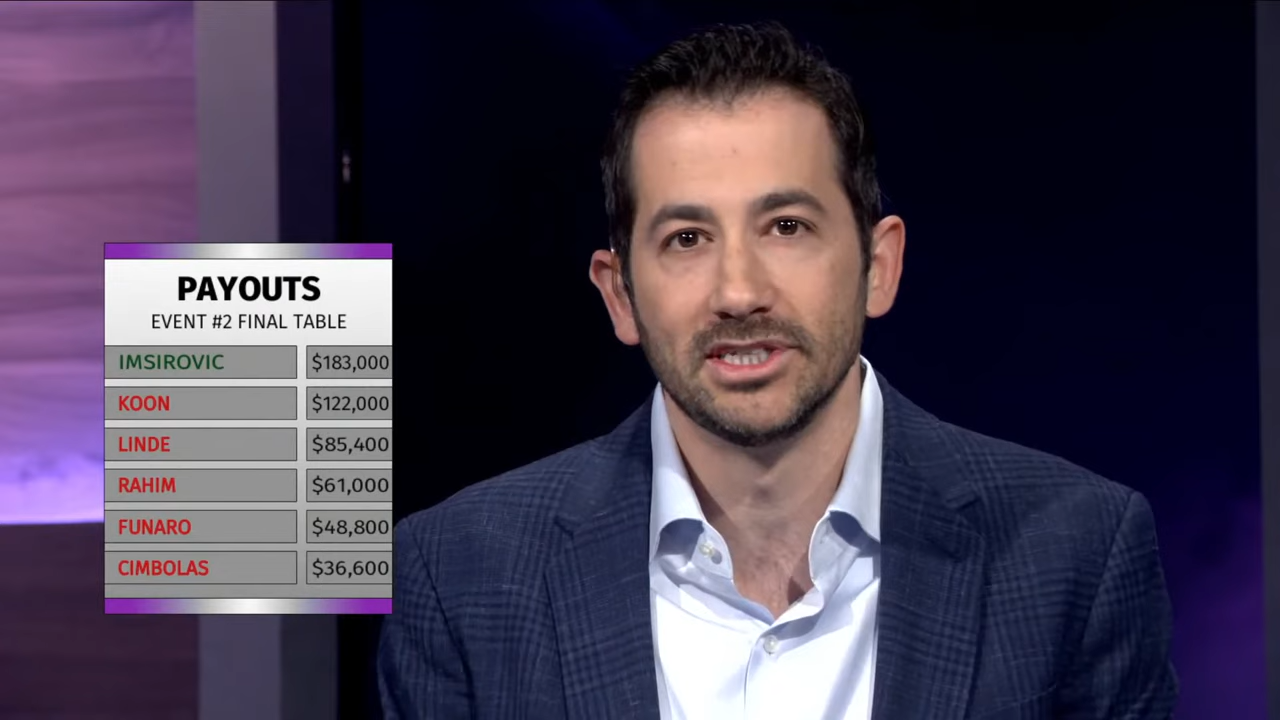 PAYOUTS
EVENT #2 FINAL TABLE
IMSIROVIC $183,000
KOON $122,000
LINDE $85,400
RAHIM $61,000
FUNARO $48,800
CIMBOLAS $36,600